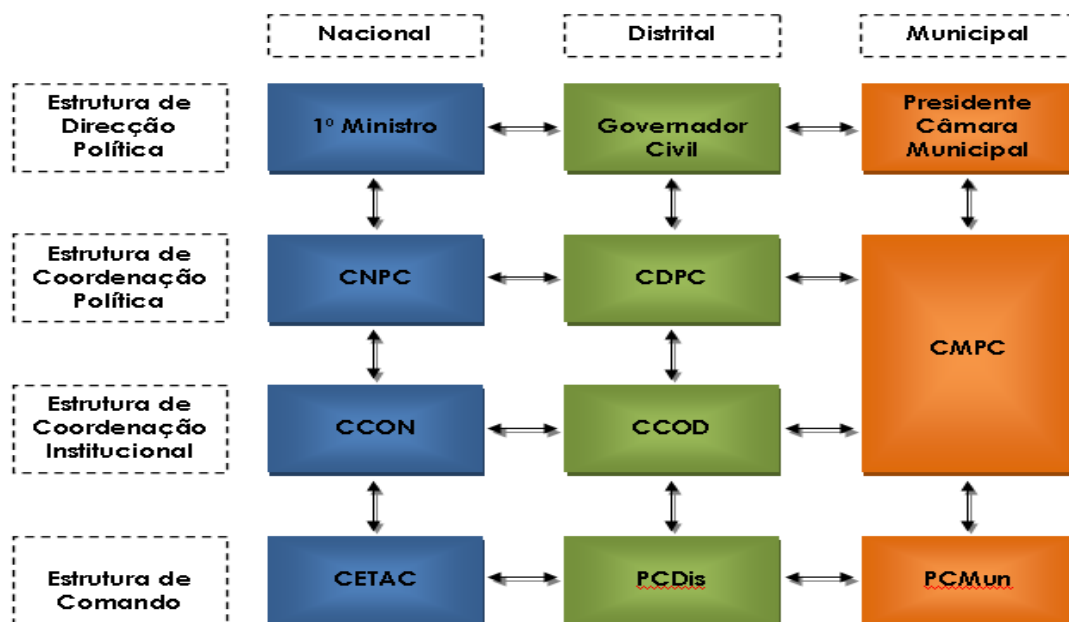 Nacional
Distrital
Municipal
Estrutura de
Direcção
Política
1º Ministro
Governador
Civil
Presidente
Câmara
Municipal
Estrutura de
Coordenação
Política
CNPC
CDPC
CMPC
Estrutura de
Coordenação
Institucional
CCON
CCOD
Estrutura de
Comando
CETAC
PCDis
PCMun